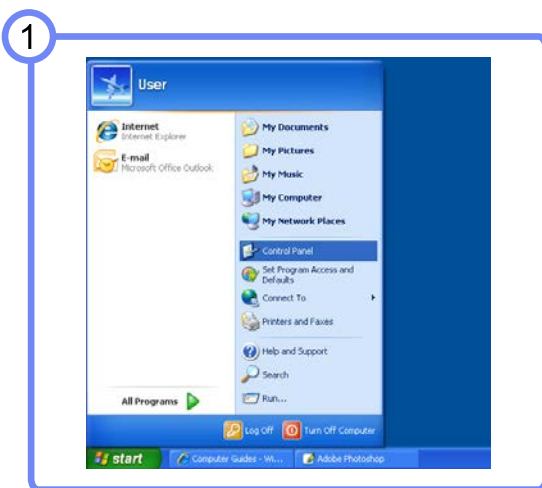 1
User
Internet
Internet Explorer
E-mail
Microsoft Office Outlook
All Programs
My Documents
My Pictures
My Music
My Computer
My Network Places
Control Panel
Set Program Access and
Defaults
Connect To
Printers and Faxes
Help and Support
Search
Run...
Log Off
Turn Off Computer
start
Computer Guides - Wi...
Adobe Photoshop